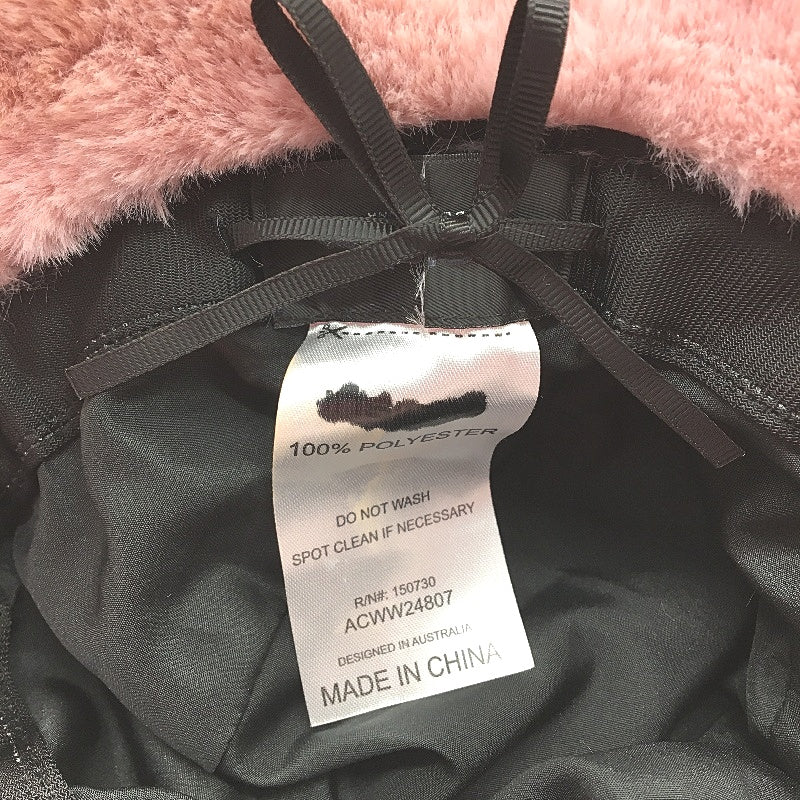 100% POLYESTER
DO NOT WASH
SPOT CLEAN IF NECESSARY
R/N#: 150730
ACWW24807
DESIGNED IN AUSTRALIA
MADE IN CHINA